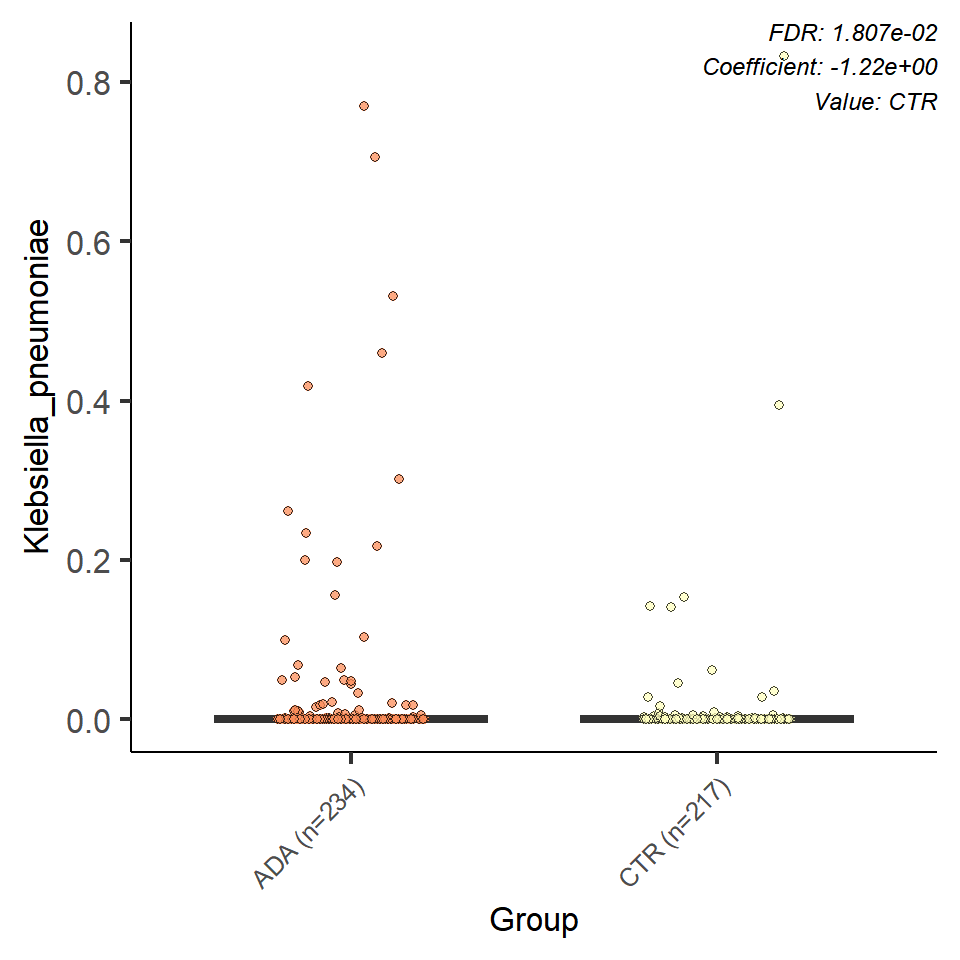 FDR: 1.807e-02
Coefficient: -1.22e+00
Value: CTR
Klebsiella_pneumoniae
0.8
0.6
0.4
0.2
0.0
ADA (n=234)
CTR (n=217)
Group